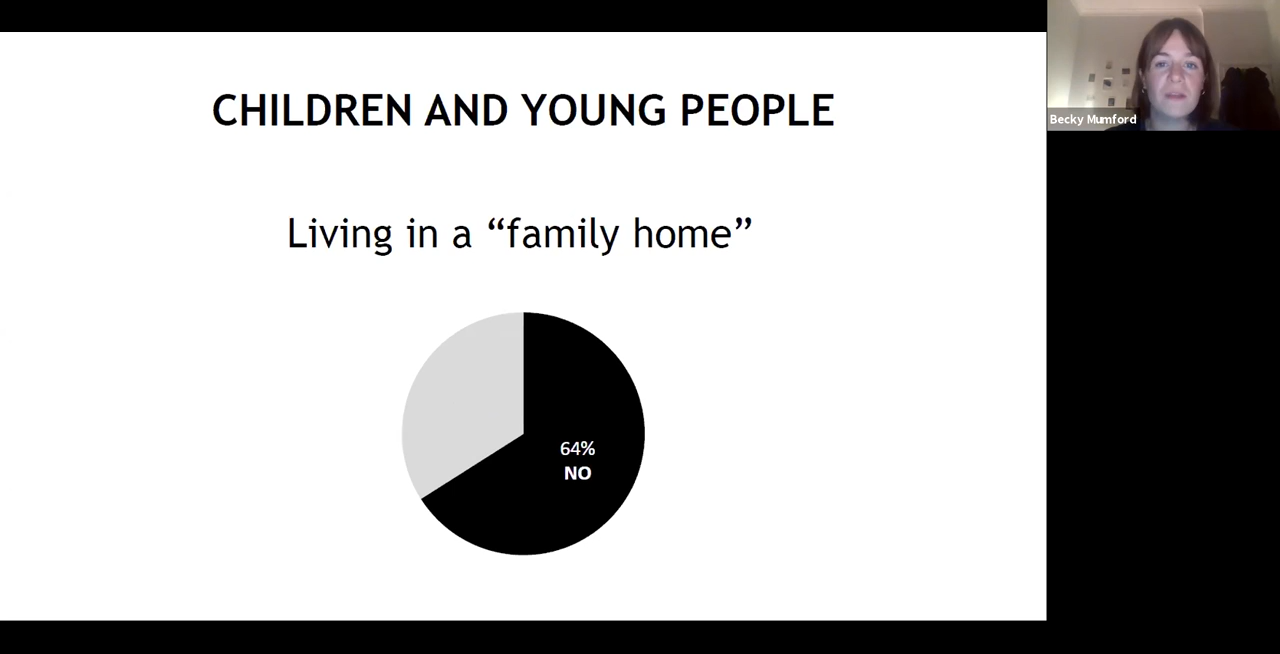 CHILDREN AND YOUNG PEOPLE
Becky Mumford
Living in a “family home”
64%
NO